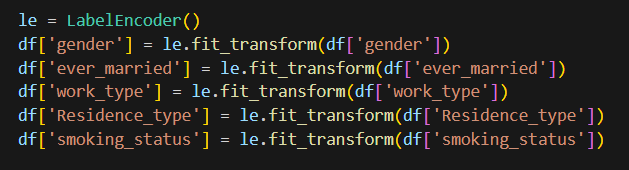 le = LabelEncoder()
df['gender'] = le.fit_transform(df['gender'])
df['ever_married'] = le.fit_transform(df['ever_married'])
df['work_type'] = le.fit_transform(df['work_type'])
df['Residence_type'] = le.fit_transform(df['Residence_type'])
df['smoking_status'] = le.fit_transform(df['smoking_status'])